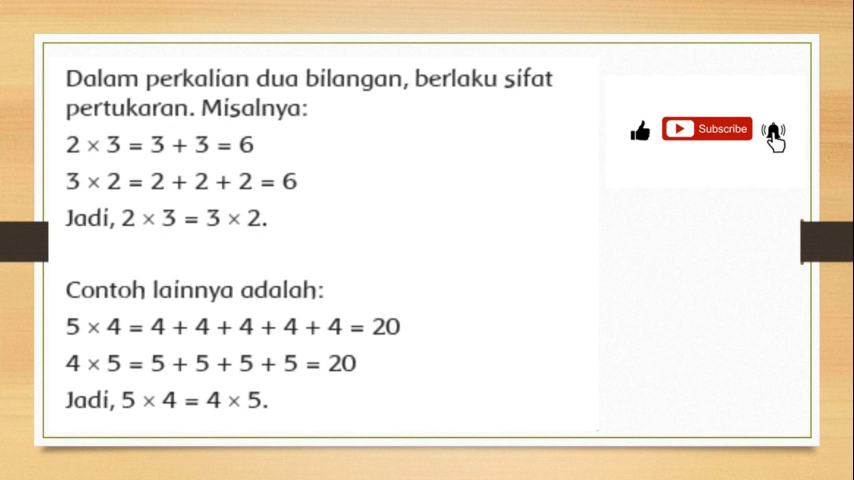 Dalam perkalian dua bilangan, berlaku sifat
pertukaran. Misalnya:
2 × 3 = 3 + 3 = 6
3 × 2 = 2 + 2 + 2 = 6
Jadi, 2 × 3 = 3 × 2.
Contoh lainnya adalah:
5 × 4 = 4 + 4 + 4 + 4 + 4 = 20
4 × 5 = 5 + 5 + 5 + 5 = 20
Jadi, 5 × 4 = 4 × 5.
Subscribe